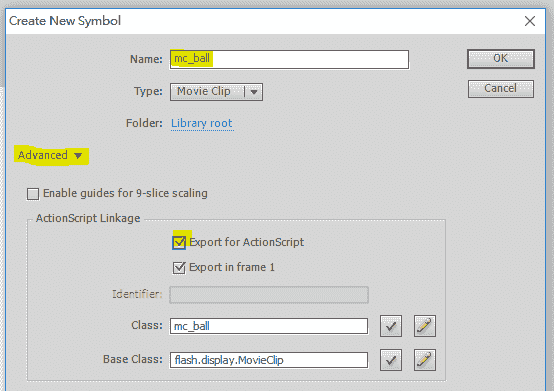 Create New Symbol
Name: mc_ball OK
Type: Movie Clip Cancel
Folder: Library root
Advanced
Enable guides for 9-slice scaling
ActionScript Linkage
Export for ActionScript
Export in frame 1
Identifier:
Class: mc_ball
Base Class: flash.display.MovieClip